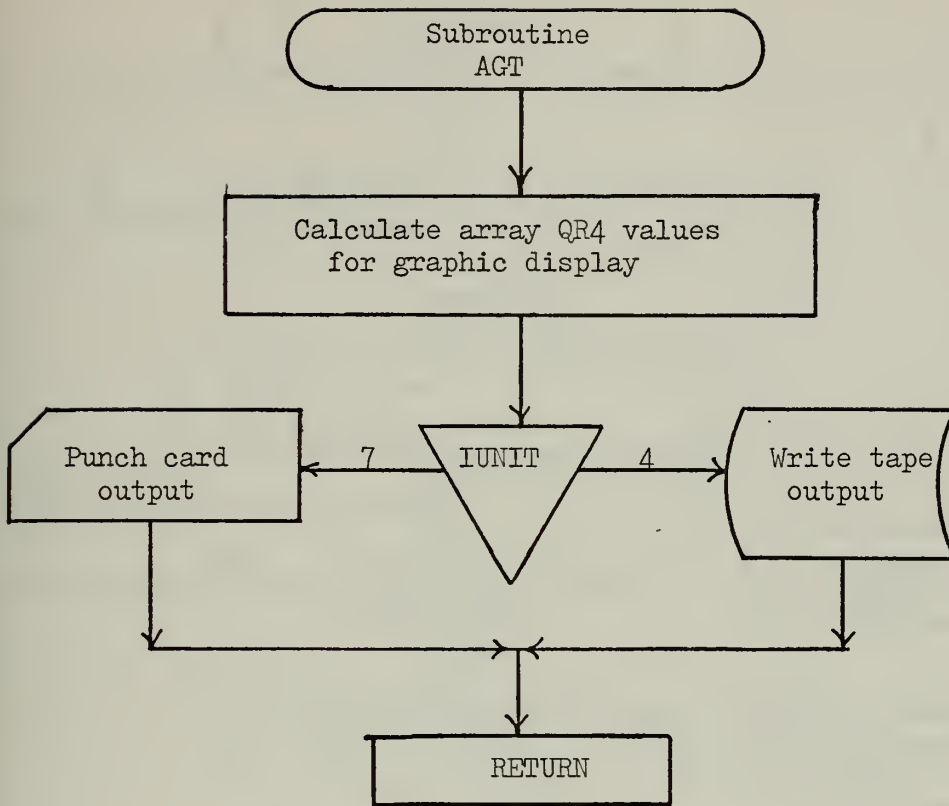 Subroutine
AGT
Calculate array QR4 values
for graphic display
Punch card
output
7
IUNIT
4
Write tape
output
RETURN